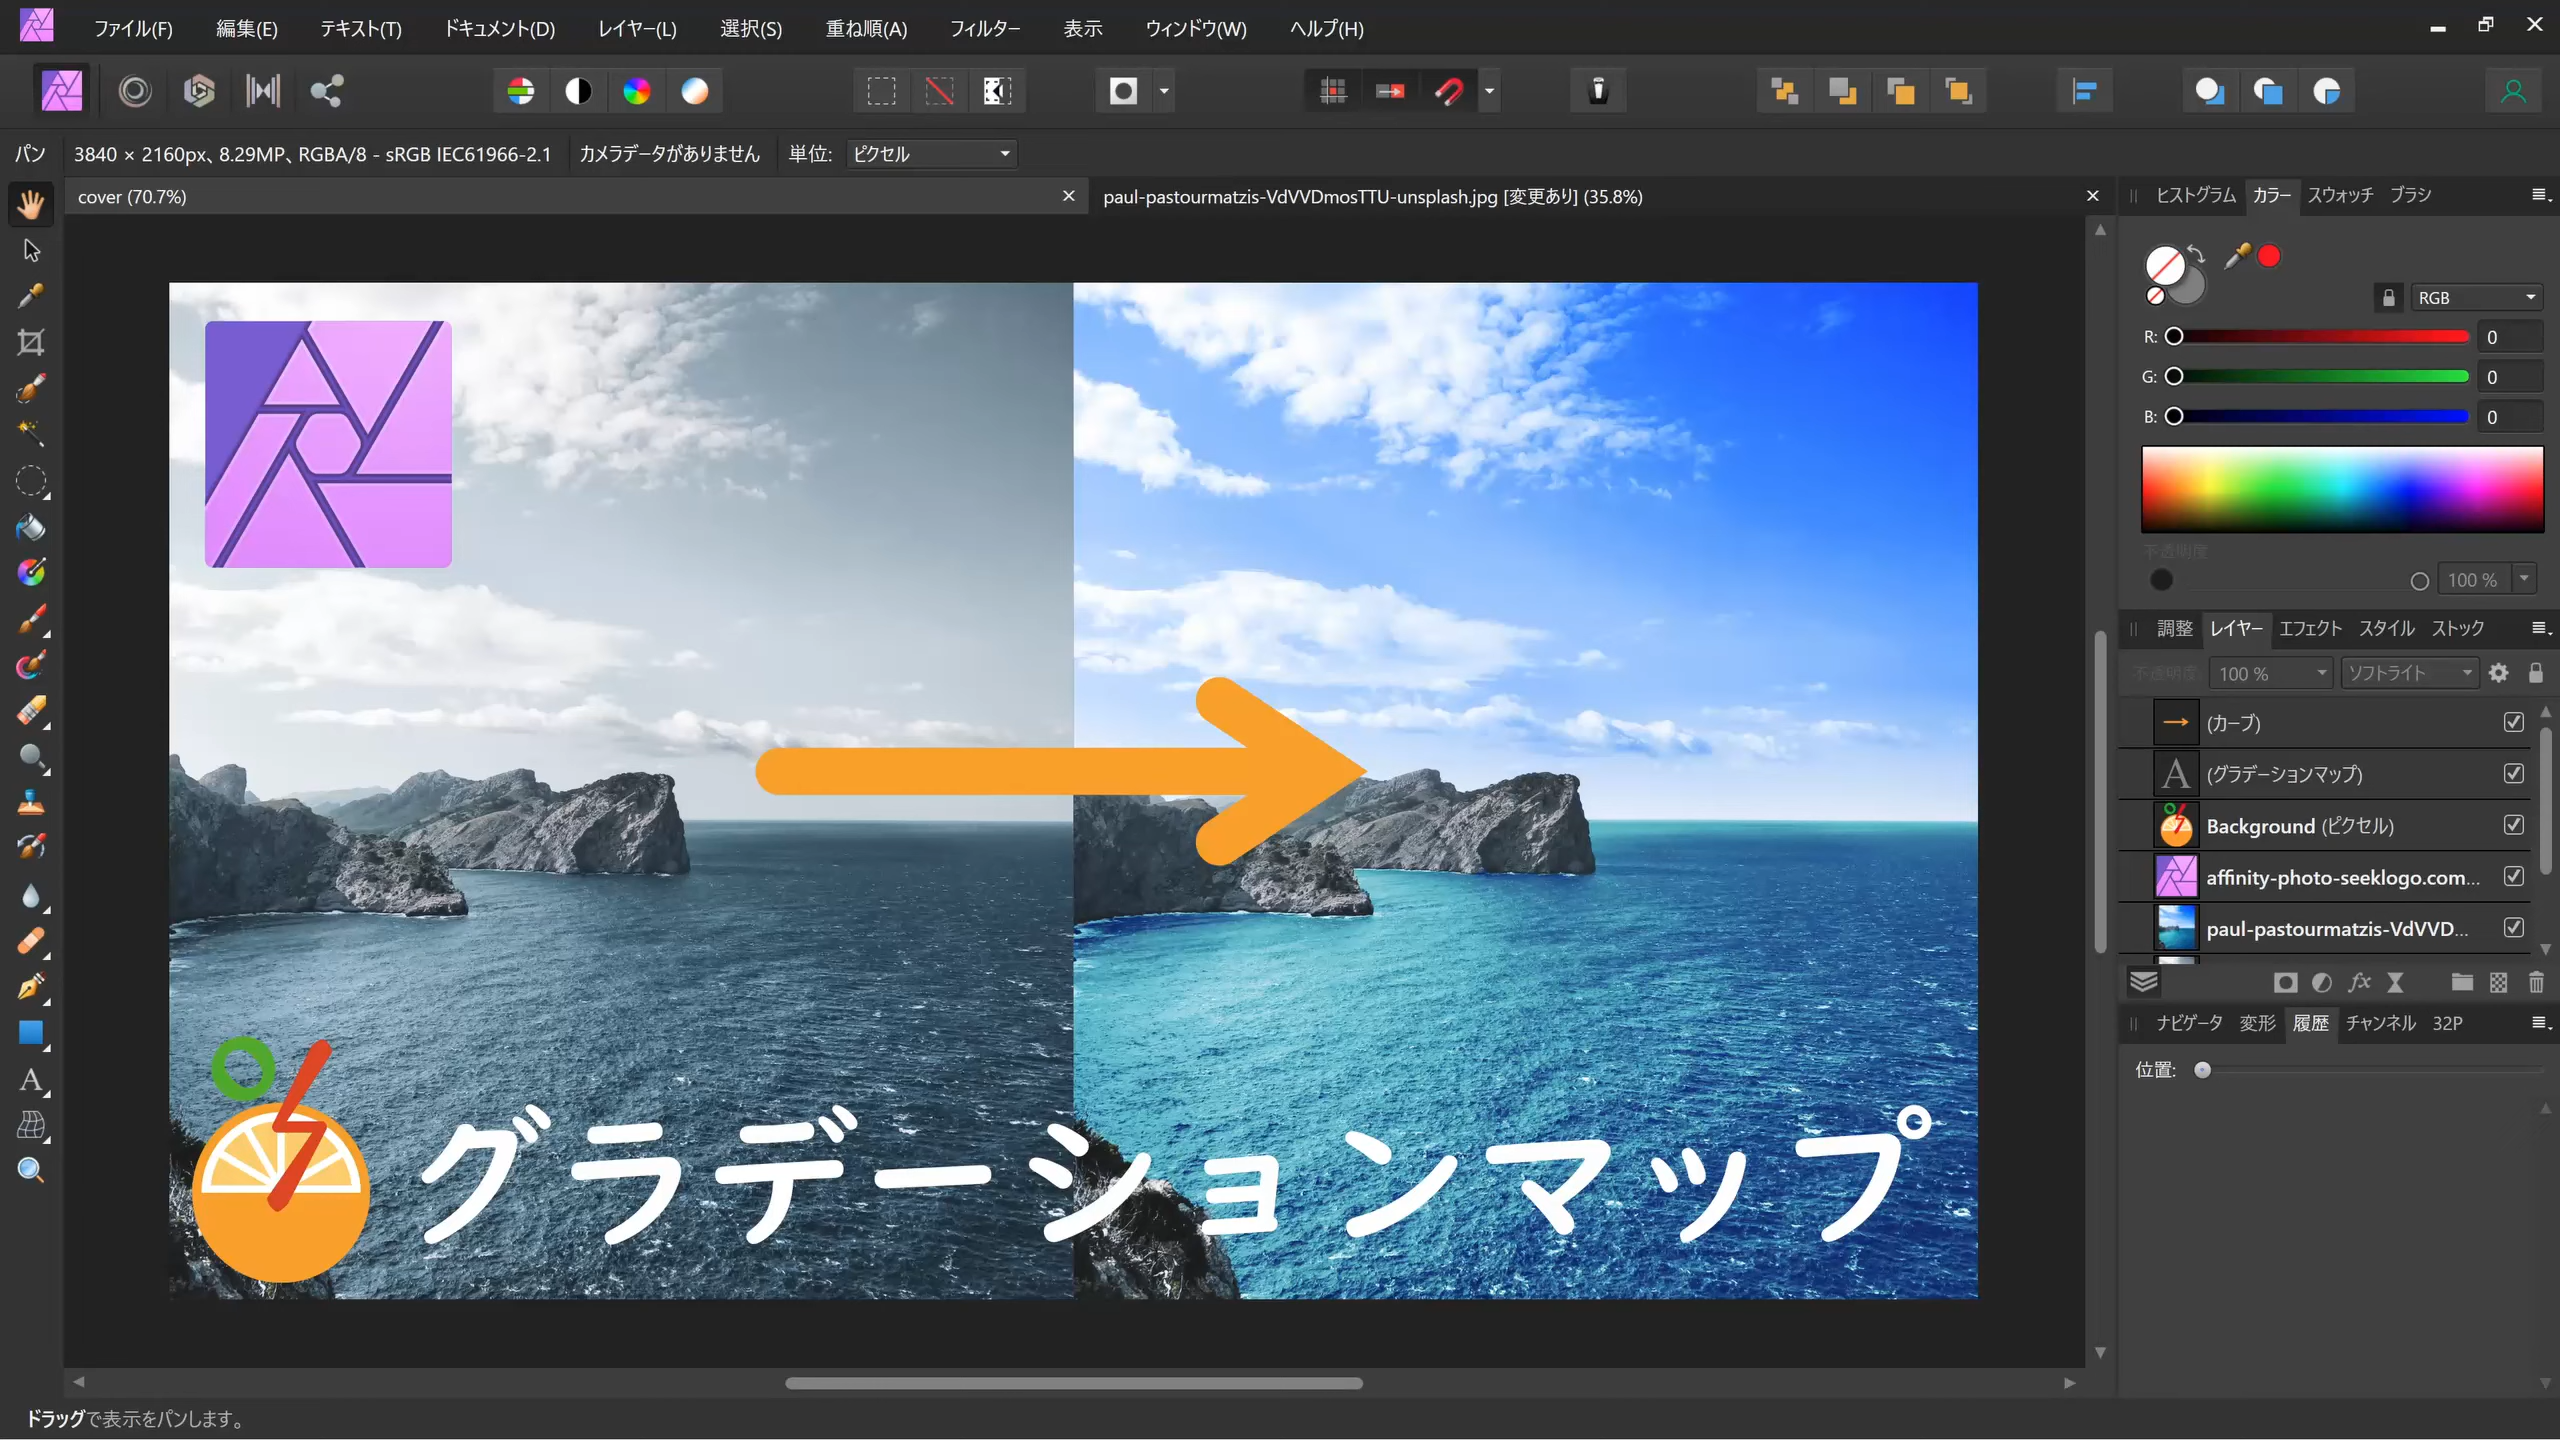 ファイル(F) 編集(E) テキスト(T) ドキュメント(D) レイヤー(L) 選択(S) 重ね順(A) フィルター 表示 ウィンドウ(W) ヘルプ(H)
パン 3840 × 2160px、8.29MP、RGBA/8 - sRGB IEC61966-2.1 カメラデータがありません 単位: ピクセル
cover (70.7%)
paul-pastourmatzis-VdVVDmosTTU-unsplash.jpg [変更あり] (35.8%)
ヒストグラム カラー スウォッチ ブラシ
RGB
R: 0
G: 0
B: 0
不透明度
100 %
調整 レイヤー エフェクト スタイル ストック
不透明度 100 % ソフトライト
(カーブ)
(グラデーションマップ)
Background (ピクセル)
affinity-photo-seeklogo.com...
paul-pastourmatzis-VdVVD...
fx
ナビゲータ 変形 履歴 チャンネル 32P
位置:
グラデーションマップ
ドラッグで表示をパンします。